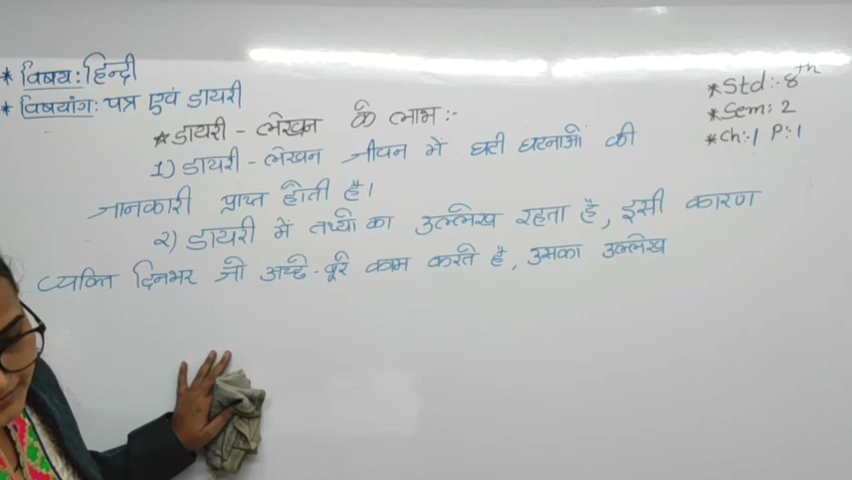 * विषय: हिन्दी
* विषयांग: पत्र एवं डायरी
* Std:- 8th
* Sem: 2
* Ch:-1 P:-1
* डायरी - लेखन के लाभ:-
1) डायरी - लेखन जीवन में घटी घटनाओं की
जानकारी प्राप्त होती है।
२) डायरी में तथ्यो का उल्लेख रहता है, इसी कारण
व्यक्ति दिनभर जो अच्छे-बूरे काम करते है, उसका उल्लेख